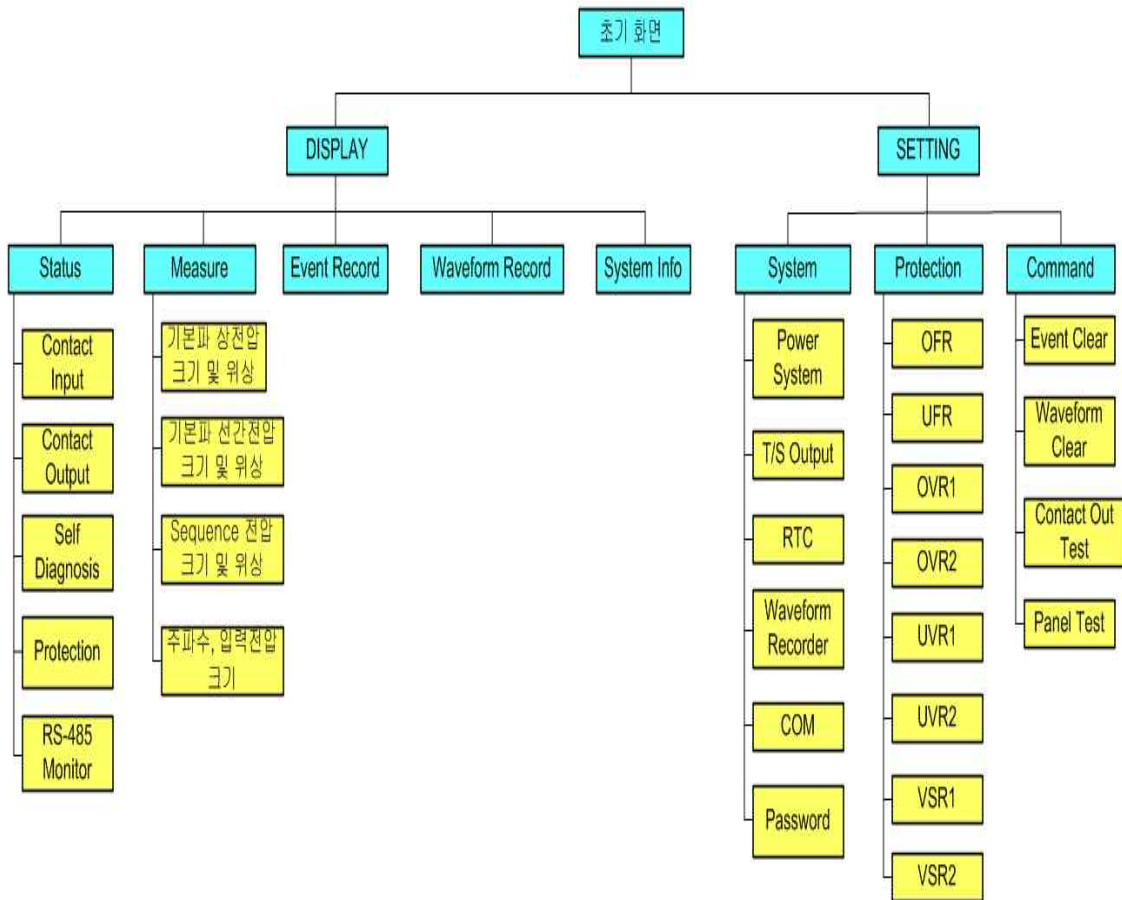 초기 화면
DISPLAY
SETTING
Status
Measure
Event Record
Waveform Record
System Info
System
Protection
Command
Contact
Input
Contact
Output
Self
Diagnosis
Protection
RS-485
Monitor
기본파 상전압
크기 및 위상
기본파 선간전압
크기 및 위상
Sequence 전압
크기 및 위상
주파수, 입력전압
크기
Power
System
T/S Output
RTC
Waveform
Recorder
COM
Password
OFR
UFR
OVR1
OVR2
UVR1
UVR2
VSR1
VSR2
Event Clear
Waveform
Clear
Contact Out
Test
Panel Test